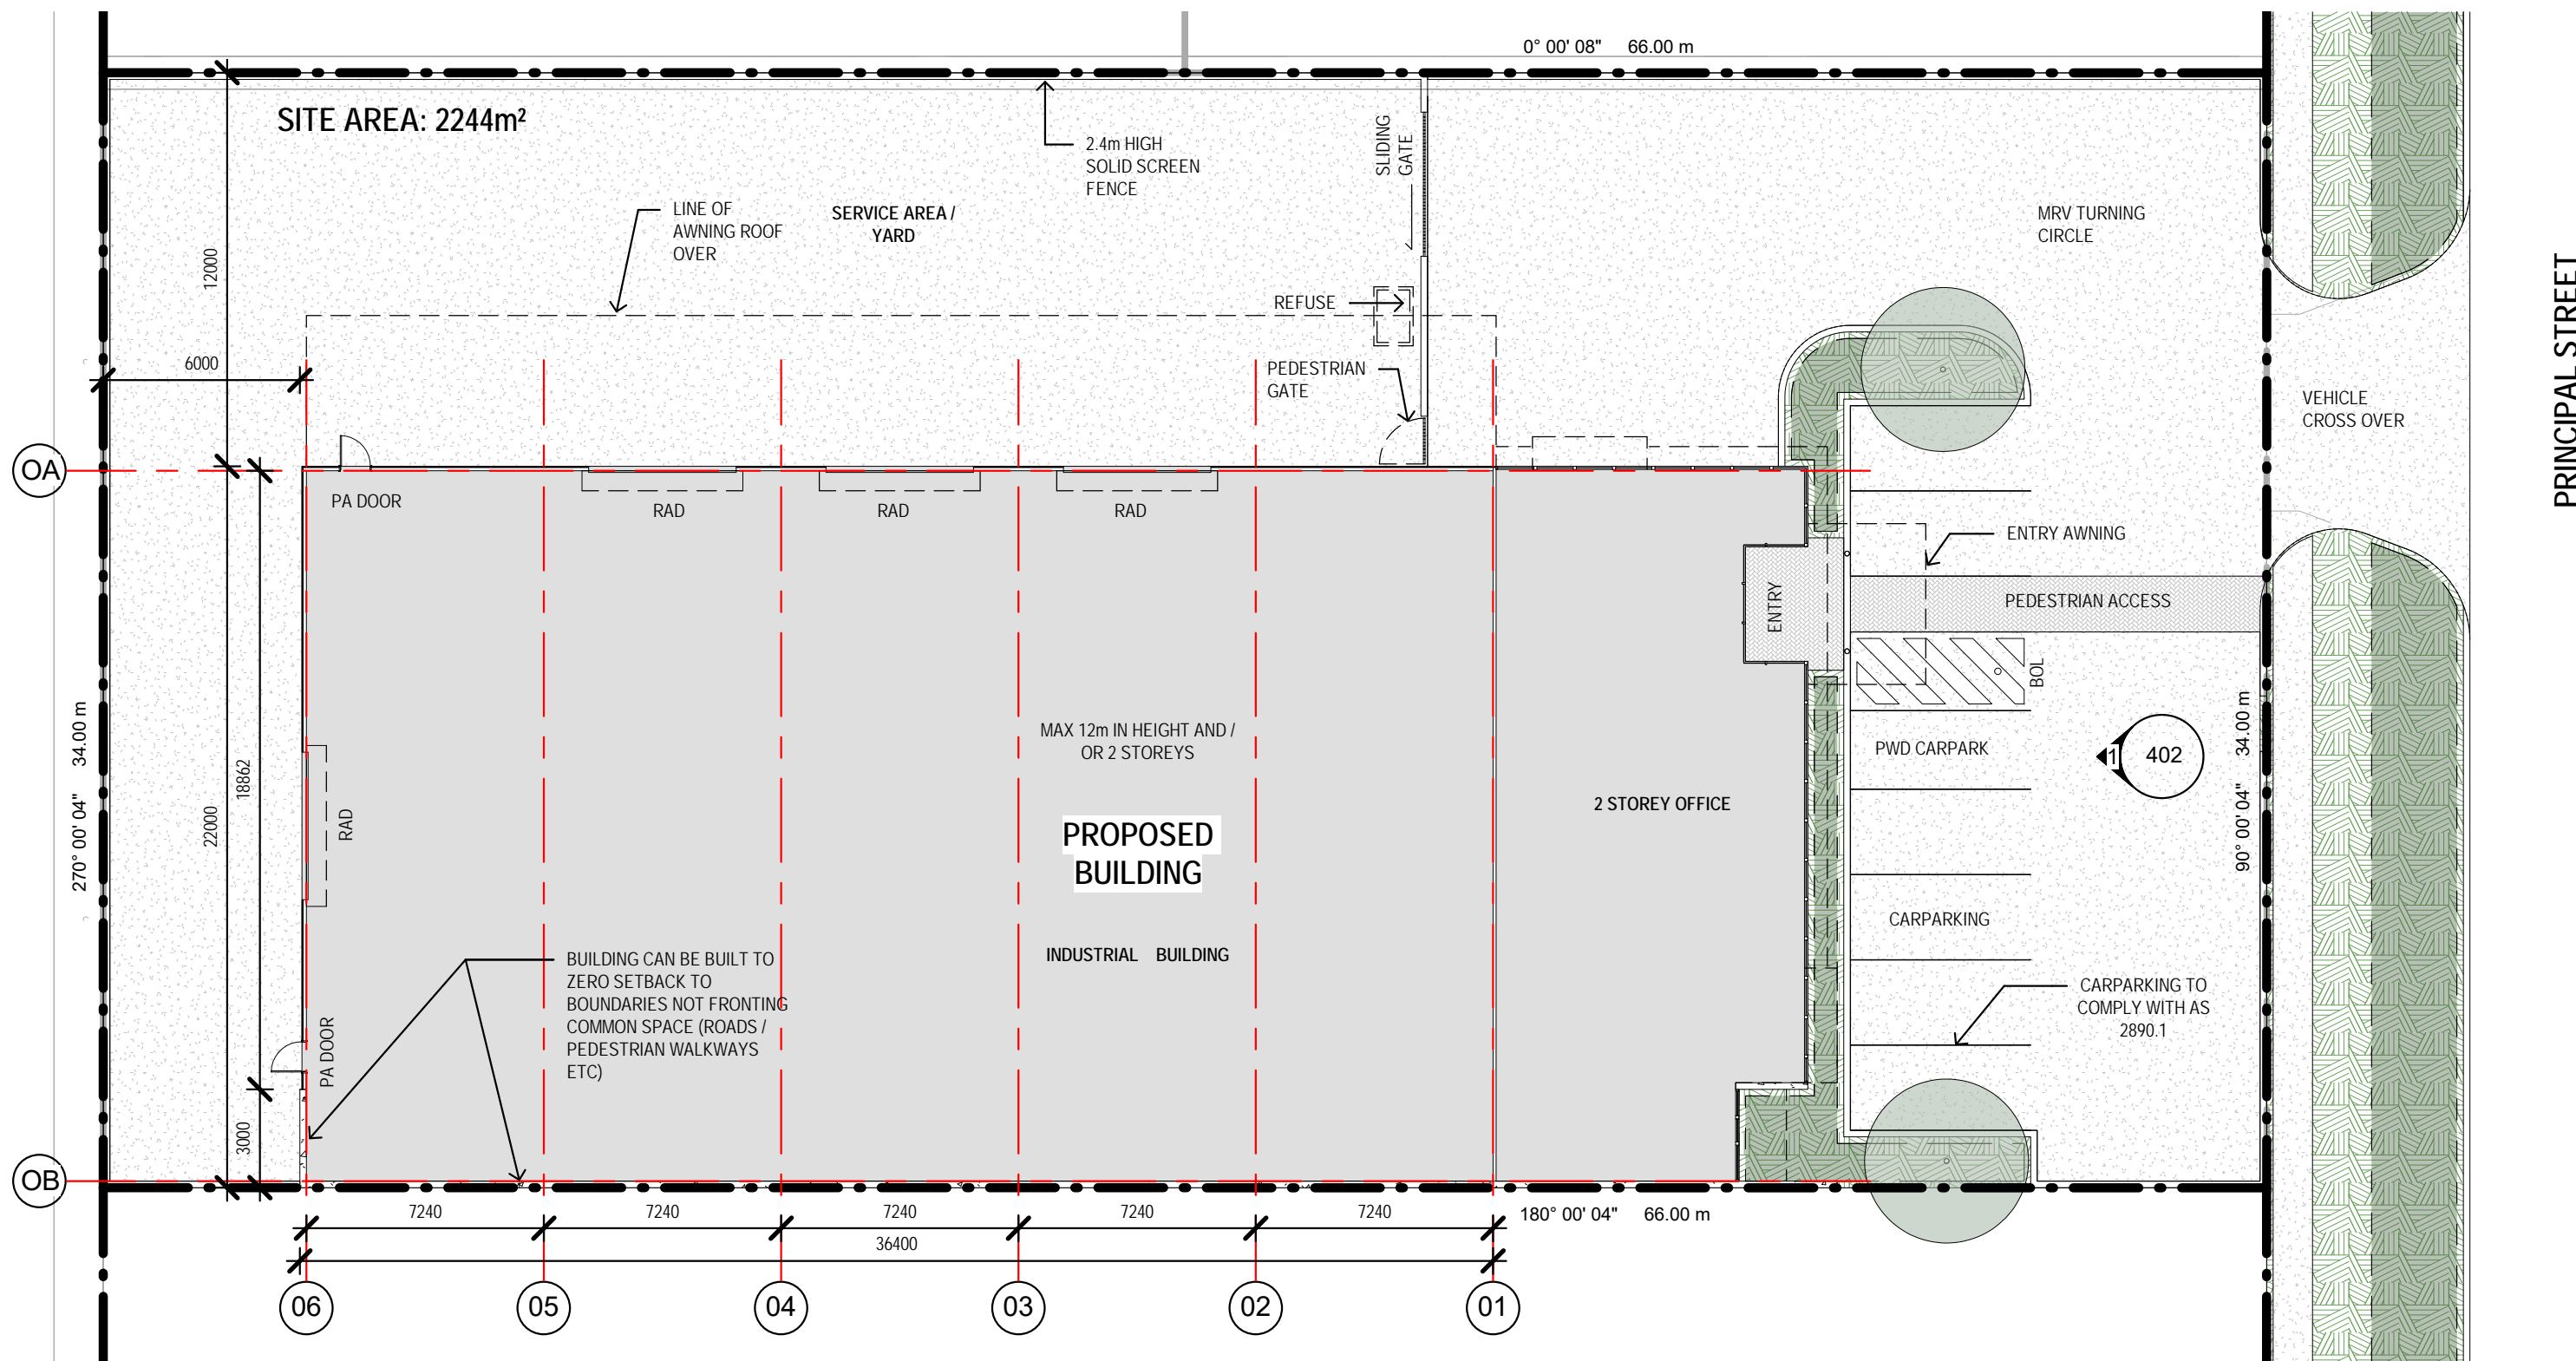 0° 00' 08" 66.00 m
SITE AREA: 2244m²
2.4m HIGH
SOLID SCREEN
FENCE
SLIDING
GATE
LINE OF
AWNING ROOF
OVER
SERVICE AREA /
YARD
MRV TURNING
CIRCLE
PRINCIPAL STREET
12000
REFUSE
6000
PEDESTRIAN
GATE
VEHICLE
CROSS OVER
OA
PA DOOR
RAD
RAD
RAD
ENTRY AWNING
ENTRY
PEDESTRIAN ACCESS
BOL
270° 00' 04" 34.00 m
22000
18862
RAD
MAX 12m IN HEIGHT AND /
OR 2 STOREYS
PWD CARPARK
1
402
90° 00' 04" 34.00 m
2 STOREY OFFICE
PROPOSED
BUILDING
CARPARKING
INDUSTRIAL BUILDING
BUILDING CAN BE BUILT TO
ZERO SETBACK TO
BOUNDARIES NOT FRONTING
COMMON SPACE (ROADS /
PEDESTRIAN WALKWAYS
ETC)
CARPARKING TO
COMPLY WITH AS
2890.1
PA DOOR
3000
OB
7240
7240
7240
7240
7240
180° 00' 04" 66.00 m
36400
06
05
04
03
02
01